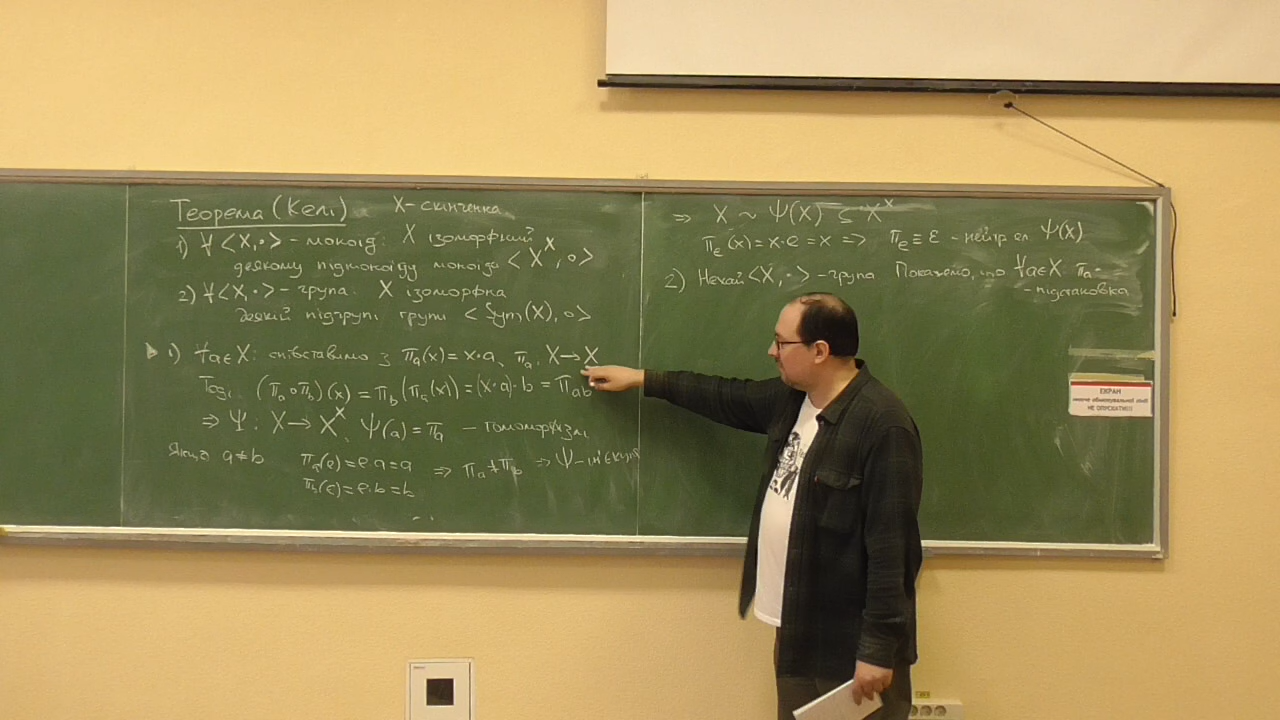 Теорема (Келі) X - скінченна
1) ∀ <X, ∘> - моноїд: X ізоморфний
деякому підмоноїду моноїда <X^X, ∘>
2) ∀ <X, ∘> - група: X ізоморфна
деякій підгрупі групи <Sym(X), ∘>
1) ∀a∈X: співставимо з π_a(x) = x∘a, π_a: X→X
Тоді (π_a ∘ π_b)(x) = π_b(π_a(x)) = (x∘a)∘b = π_ab
⇒ Ψ: X→X^X, Ψ(a) = π_a - гомоморфізм
Якщо a≠b π_a(e) = e∘a = a ⇒ π_a ≠ π_b ⇒ Ψ - ін'єкція
π_b(e) = e∘b = b
⇒ X ~ Ψ(X) ⊆ X^X
π_e(x) = x∘e = x ⇒ π_e ≡ ε - нейтр ел Ψ(X)
2) Нехай <X, ∘> - група Покажемо, що ∀a∈X: π_a -
- підстановка
ЕКРАН
НЕ ОПУСКАТИ!!!